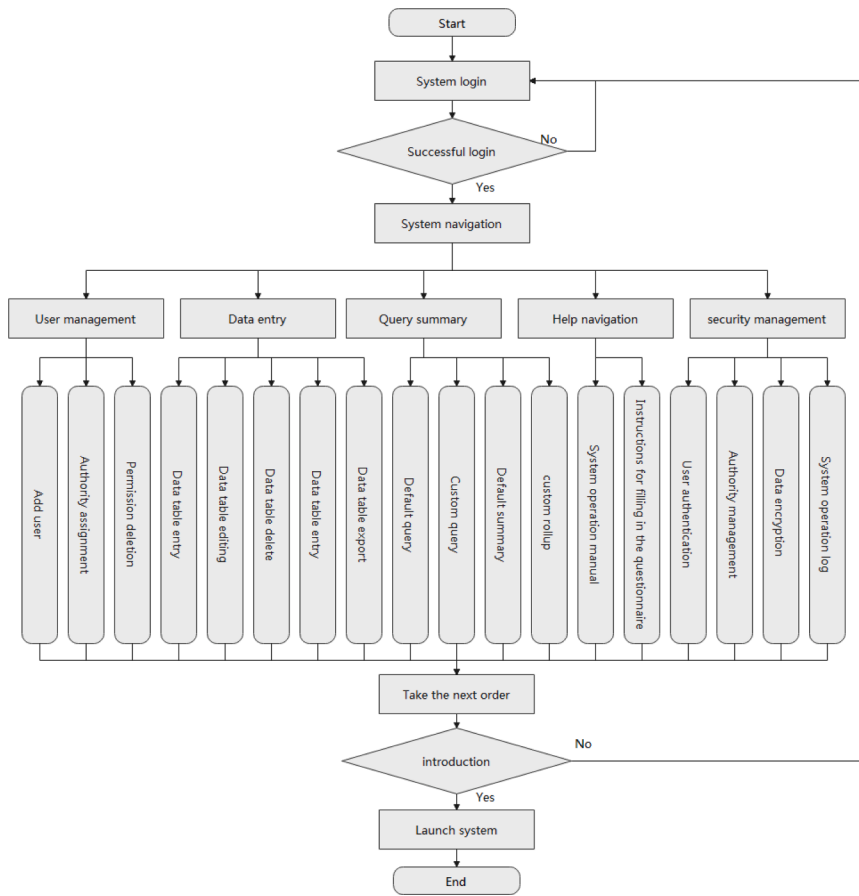 Start
System login
No
Successful login
Yes
System navigation
User management
Data entry
Query summary
Help navigation
security management
Add user
Authority assignment
Permission deletion
Data table entry
Data table editing
Data table delete
Data table entry
Data table export
Default query
Custom query
Default summary
custom rollup
System operation manual
Instructions for filling in the questionnaire
User authentication
Authority management
Data encryption
System operation log
Take the next order
No
introduction
Yes
Launch system
End